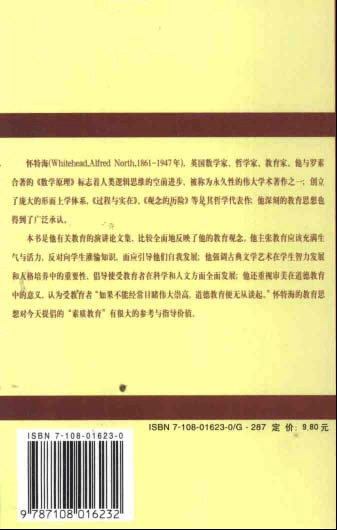 怀特海(Whitehead,Alfred North,1861-1947年)，英国数学家、哲学家、教育家。他与罗素
合著的《数学原理》标志着人类逻辑思维的空前进步，被称为永久性的伟大学术著作之一；创立
了庞大的形而上学体系，《过程与实在》、《观念的历险》等是其哲学代表作；他深刻的教育思想也
得到了广泛承认。
本书是他有关教育的演讲论文集，比较全面地反映了他的教育观念。他主张教育应该充满生
气与活力，反对向学生灌输知识，而应引导他们自我发展；他强调古典文学艺术在学生智力发展
和人格培养中的重要性，倡导使受教育者在科学和人文方面全面发展；他还重视审美在道德教育
中的意义，认为受教育者“如果不能经常目睹伟大崇高，道德教育便无从谈起。”怀特海的教育思
想对今天提倡的“素质教育”有很大的参考与指导价值。
ISBN 7-108-01623-0/G·287 定价：9.80元
ISBN 7-108-01623-0
9 787108 016232